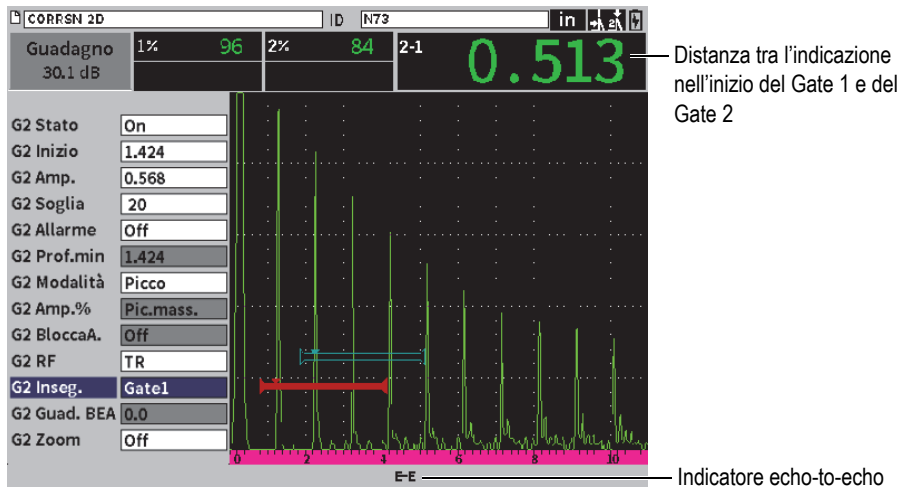 CORRSN 2D ID N73 in
Guadagno
30.1 dB
1% 96 2% 84 2-1 0.513
Distanza tra l'indicazione
nell'inizio del Gate 1 e del
Gate 2
G2 Stato On
G2 Inizio 1.424
G2 Amp. 0.568
G2 Soglia 20
G2 Allarme Off
G2 Prof.min 1.424
G2 Modalità Picco
G2 Amp.% Pic.mass.
G2 BloccaA. Off
G2 RF TR
G2 Inseg. Gate1
G2 Guad. BEA 0.0
G2 Zoom Off
0 2 4 6 8 10
E-E
Indicatore echo-to-echo